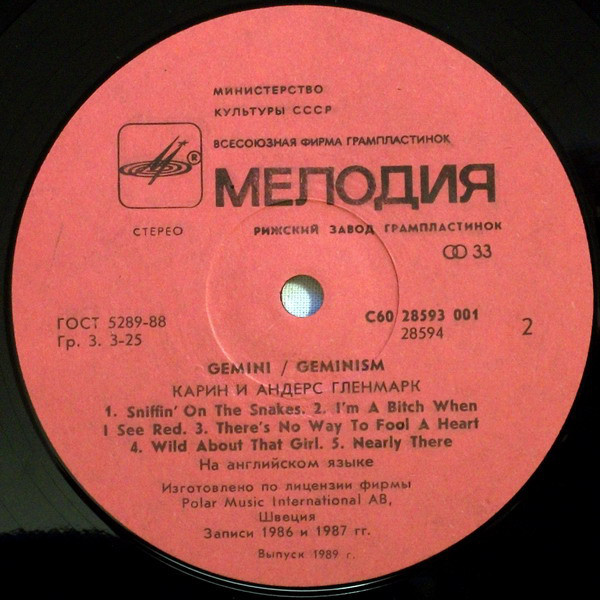 МИНИСТЕРСТВО
КУЛЬТУРЫ СССР
ВСЕСОЮЗНАЯ ФИРМА ГРАМПЛАСТИНОК
®
МЕЛОДИЯ
СТЕРЕО
РИЖСКИЙ ЗАВОД ГРАМПЛАСТИНОК
33
ГОСТ 5289-88
Гр. 3. 3-25
С60 28593 001
28594
2
GEMINI / GEMINISM
КАРИН И АНДЕРС ГЛЕНМАРК
1. Sniffin' On The Snakes. 2. I'm A Bitch When
I See Red. 3. There's No Way To Fool A Heart
4. Wild About That Girl. 5. Nearly There
На английском языке
Изготовлено по лицензии фирмы
Polar Music International AB,
Швеция
Записи 1986 и 1987 гг.
Выпуск 1989 г.